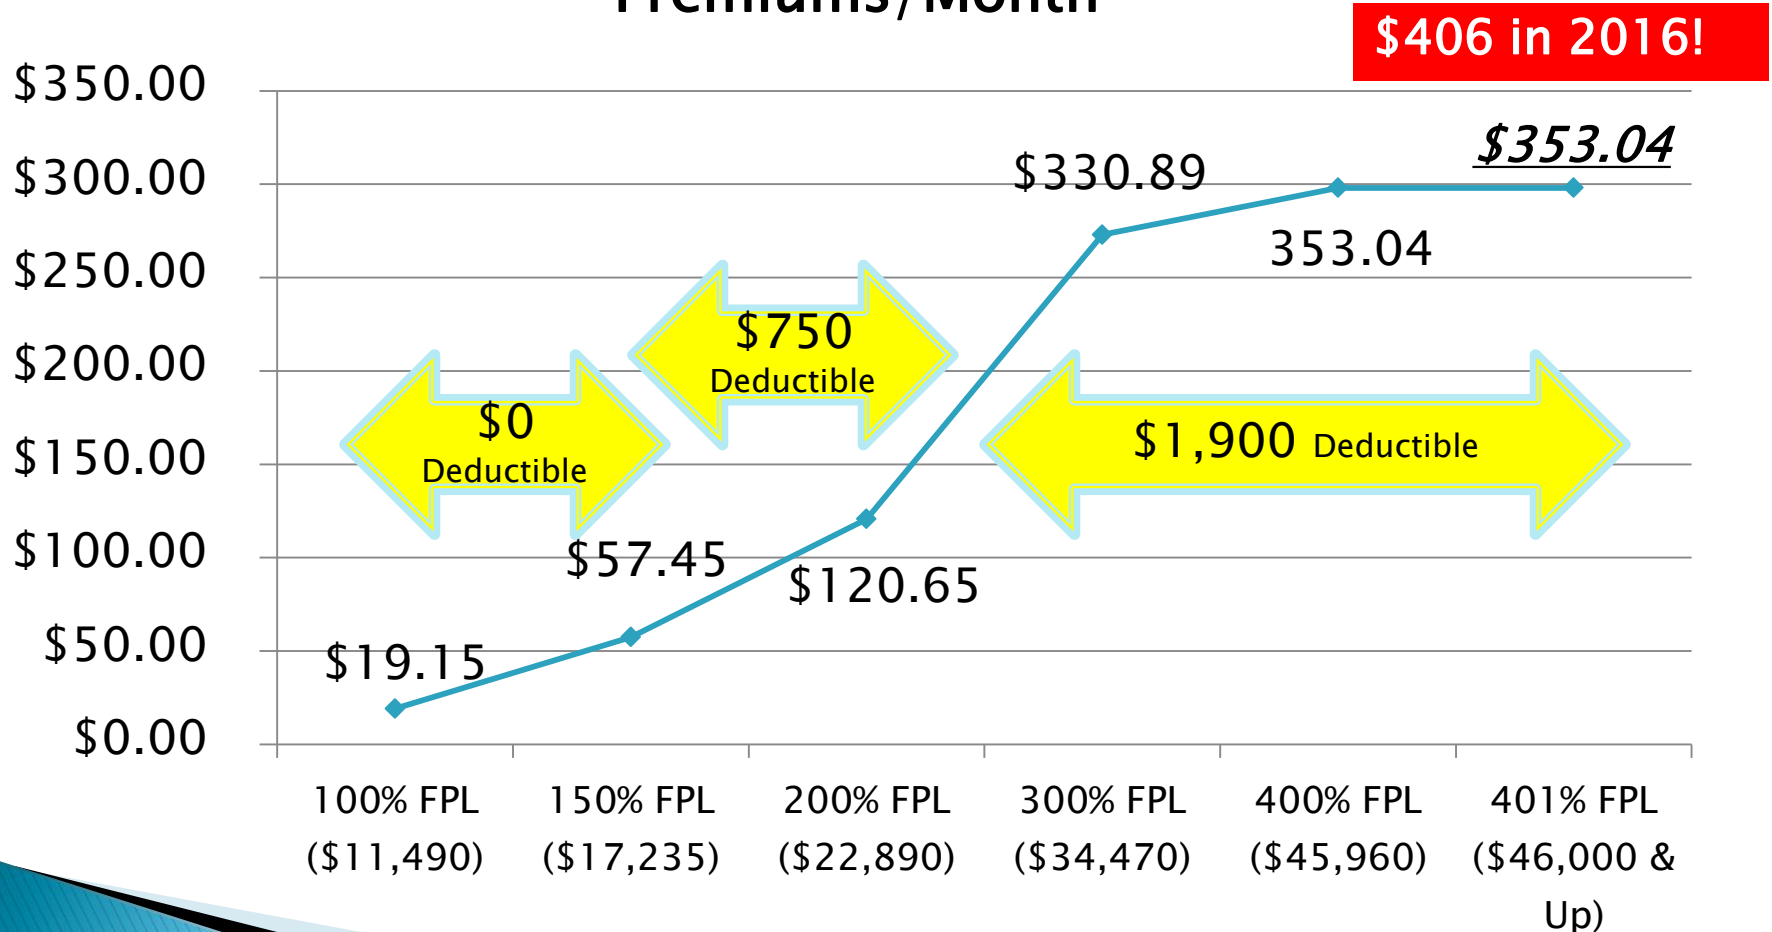 Premiums/Month
$406 in 2016!
$350.00
$300.00
$250.00
$200.00
$150.00
$100.00
$50.00
$0.00
$353.04
$330.89
353.04
$750
Deductible
$0
Deductible
$1,900 Deductible
$57.45
$120.65
$19.15
100% FPL
($11,490)
150% FPL
($17,235)
200% FPL
($22,890)
300% FPL
($34,470)
400% FPL
($45,960)
401% FPL
($46,000 &
Up)